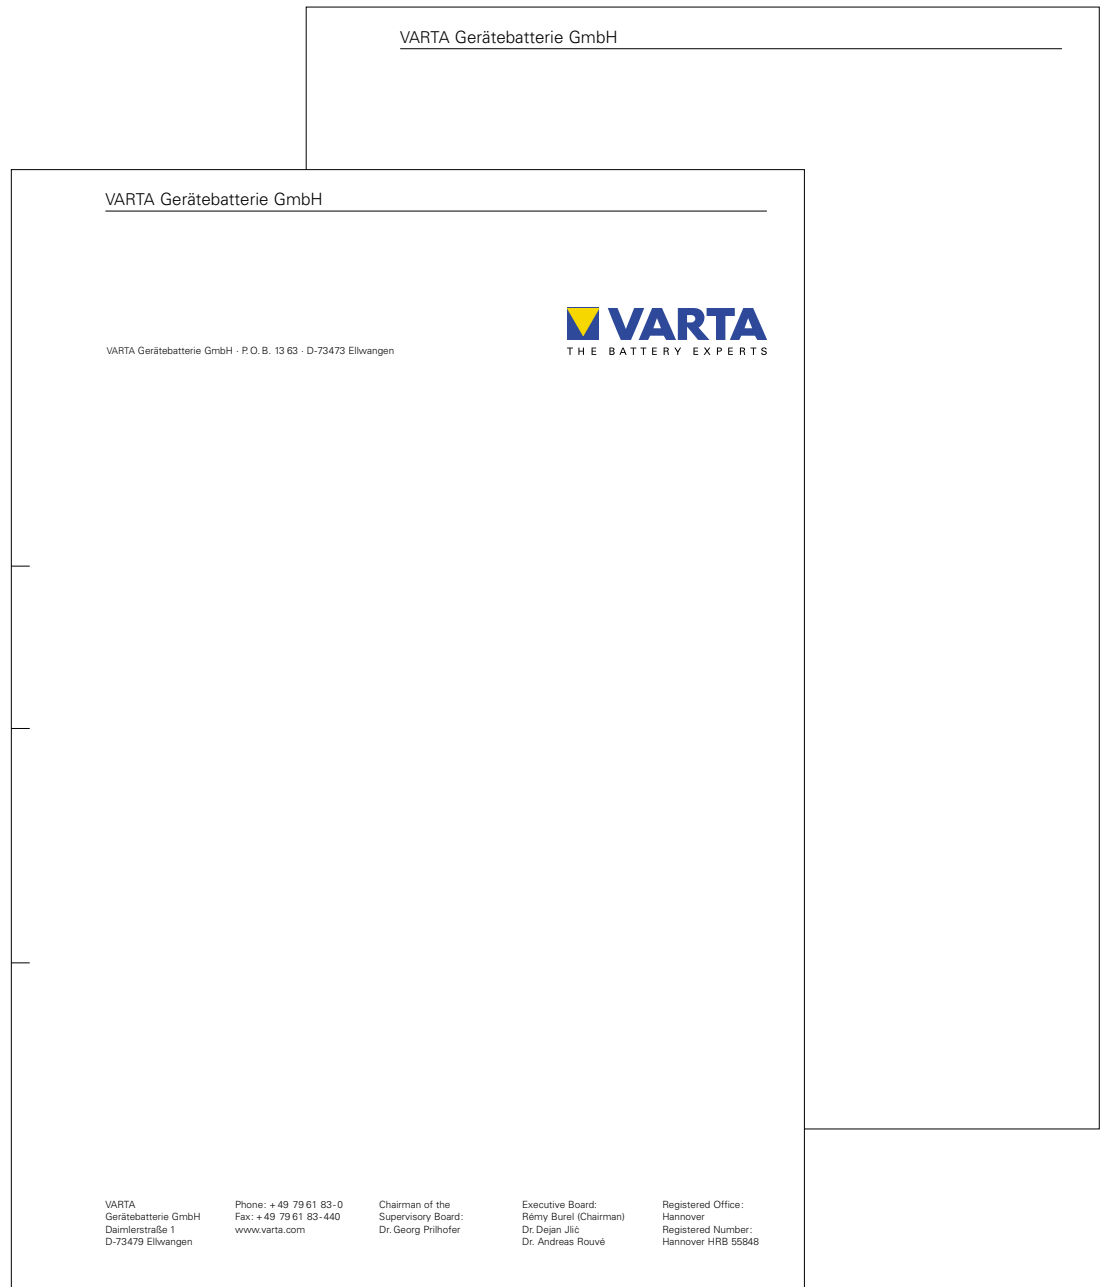 VARTA Gerätebatterie GmbH
VARTA Gerätebatterie GmbH
VARTA
THE BATTERY EXPERTS
VARTA Gerätebatterie GmbH · P. O. B. 13 63 · D-73473 Ellwangen
VARTA
Gerätebatterie GmbH
Daimlerstraße 1
D-73479 Ellwangen
Phone: + 49 79 61 83-0
Fax: + 49 79 61 83-440
www.varta.com
Chairman of the
Supervisory Board:
Dr. Georg Prilhofer
Executive Board:
Rémy Burel (Chairman)
Dr. Dejan Jlić
Dr. Andreas Rouvé
Registered Office:
Hannover
Registered Number:
Hannover HRB 55848